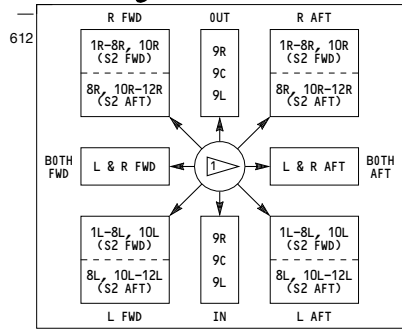 612
R FWD
OUT
R AFT
1R-8R, 10R
(S2 FWD)
8R, 10R-12R
(S2 AFT)
9R
9C
9L
1R-8R, 10R
(S2 FWD)
8R, 10R-12R
(S2 AFT)
BOTH
FWD
L & R FWD
1
L & R AFT
BOTH
AFT
1L-8L, 10L
(S2 FWD)
8L, 10L-12L
(S2 AFT)
9R
9C
9L
1L-8L, 10L
(S2 FWD)
8L, 10L-12L
(S2 AFT)
L FWD
IN
L AFT